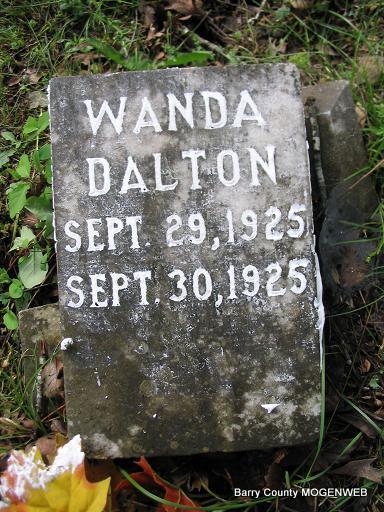 WANDA
DALTON
SEPT. 29, 1925
SEPT. 30, 1925
Barry County MOGENWEB